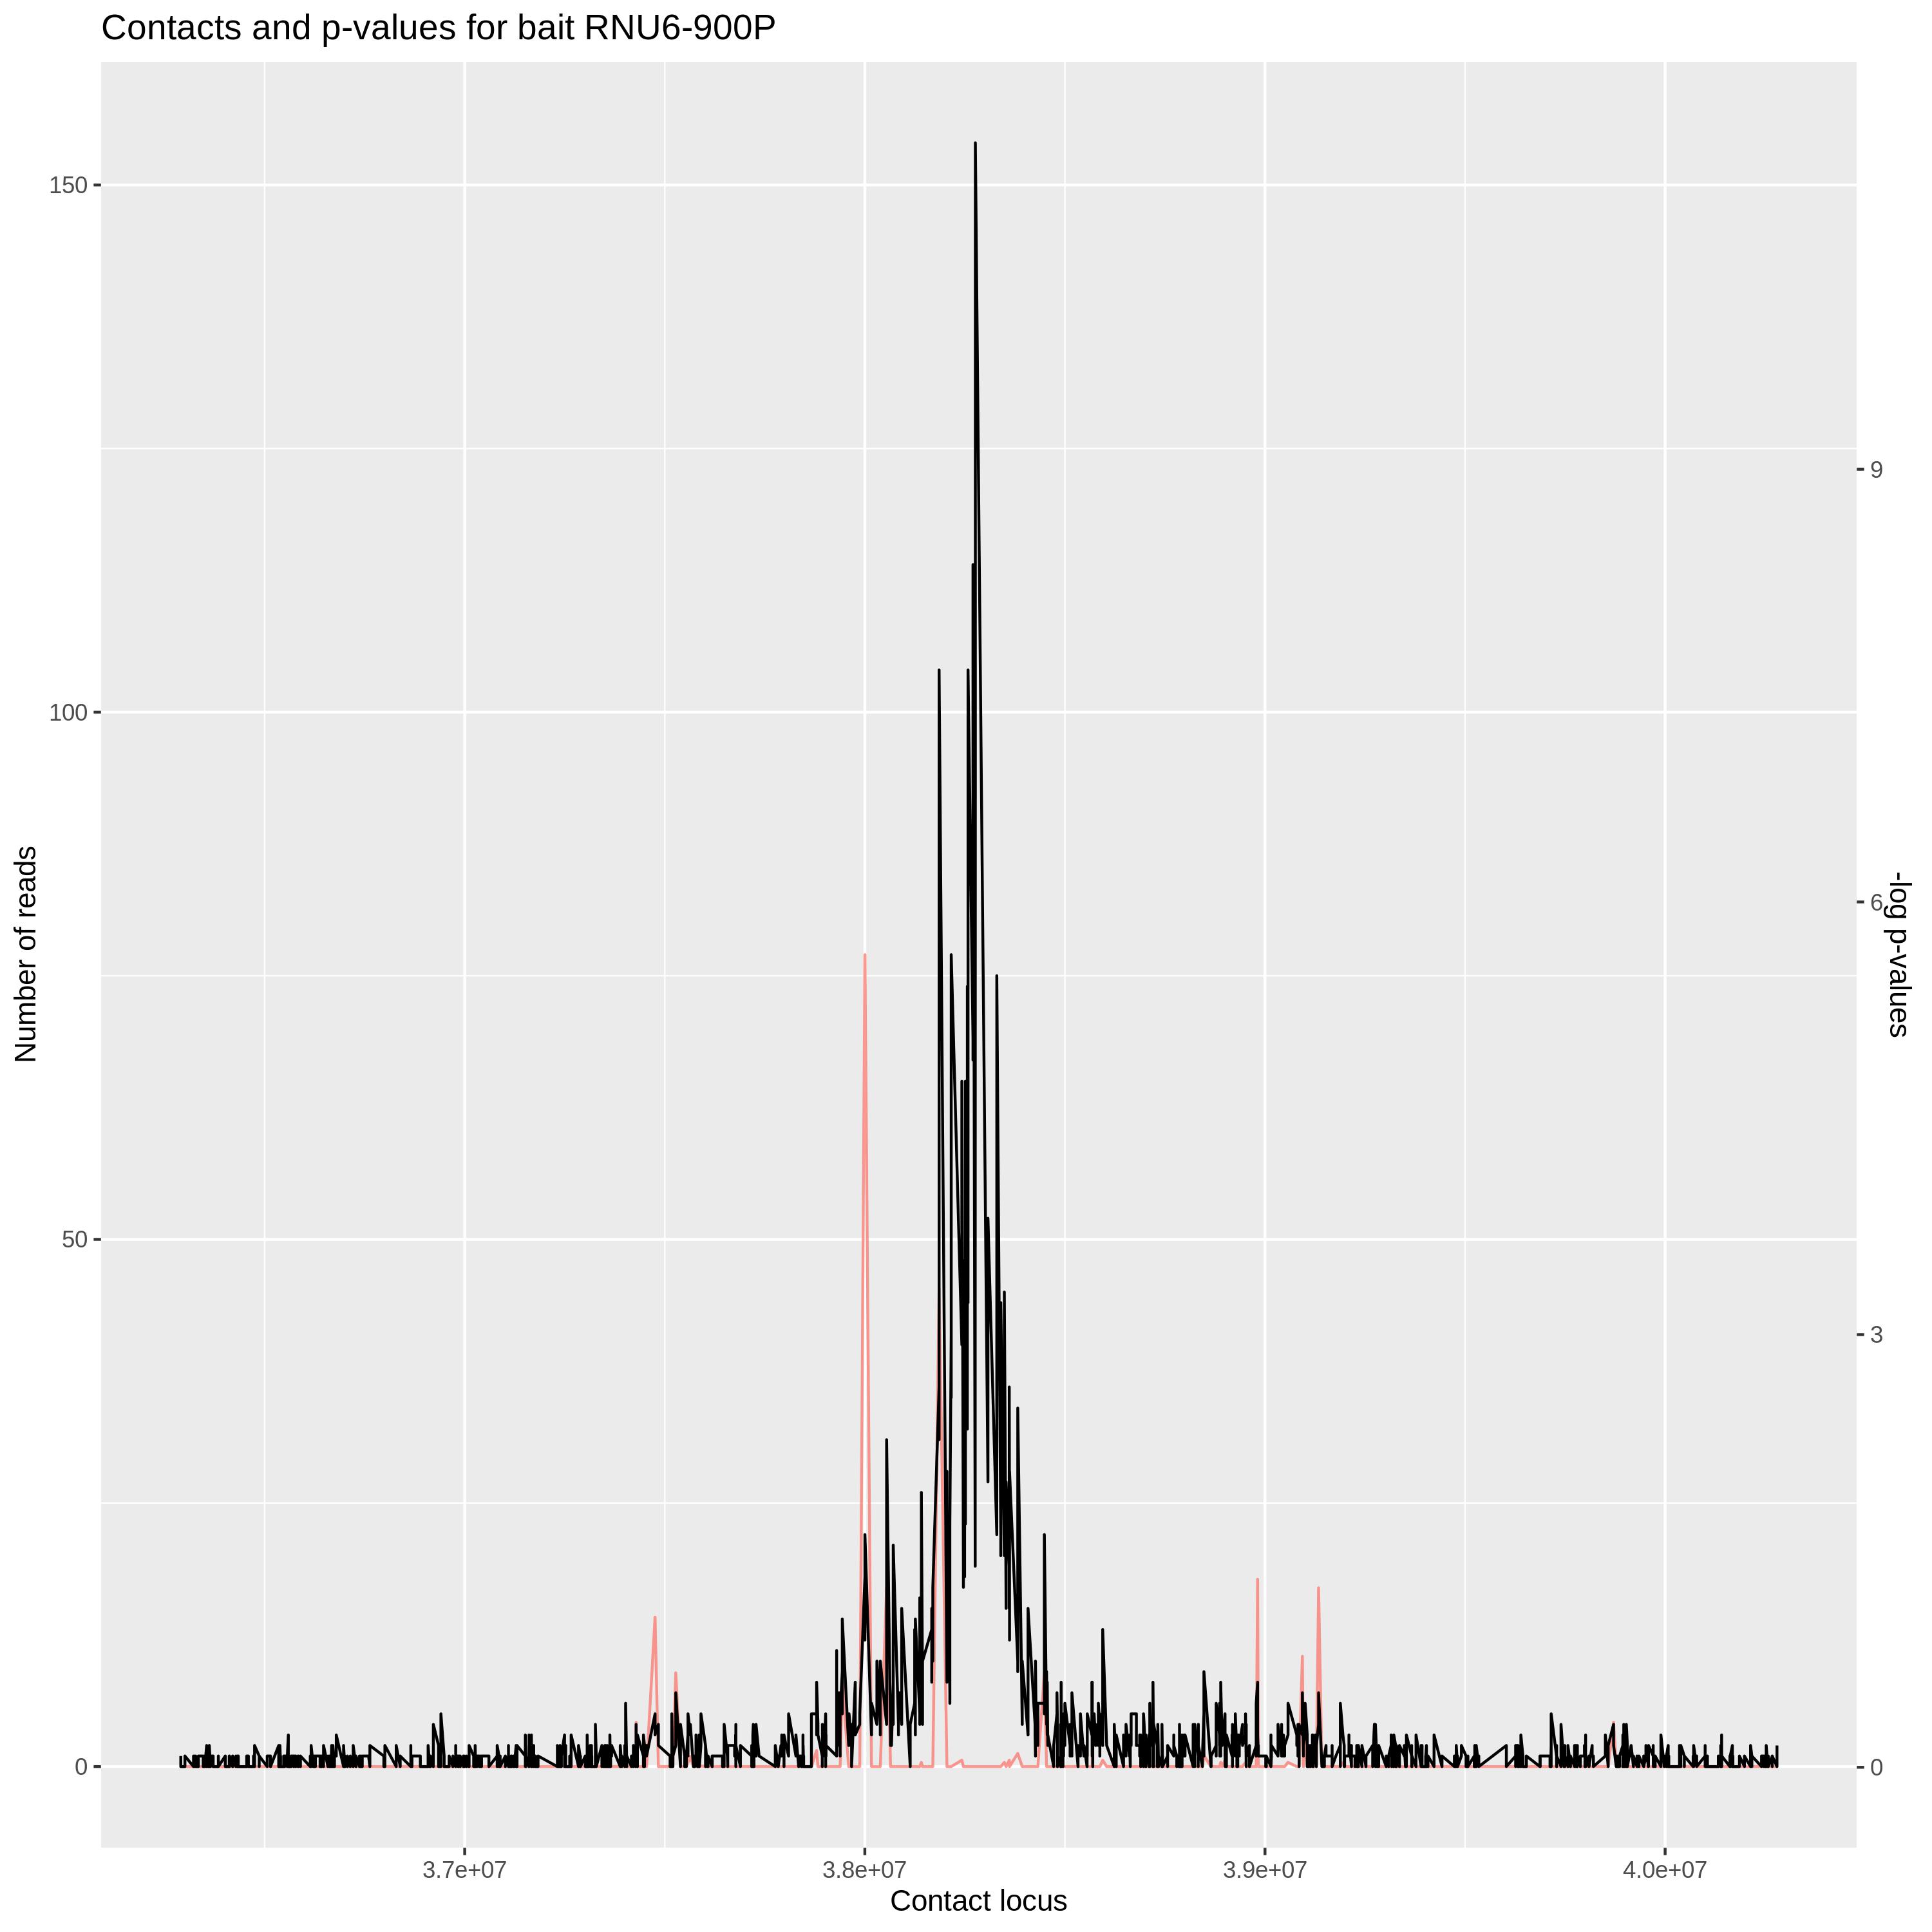 Contacts and p-values for bait RNU6-900P
150
100
50
0
Number of reads
9
6
3
0
-log p-values
3.7e+07
3.8e+07
3.9e+07
4.0e+07
Contact locus